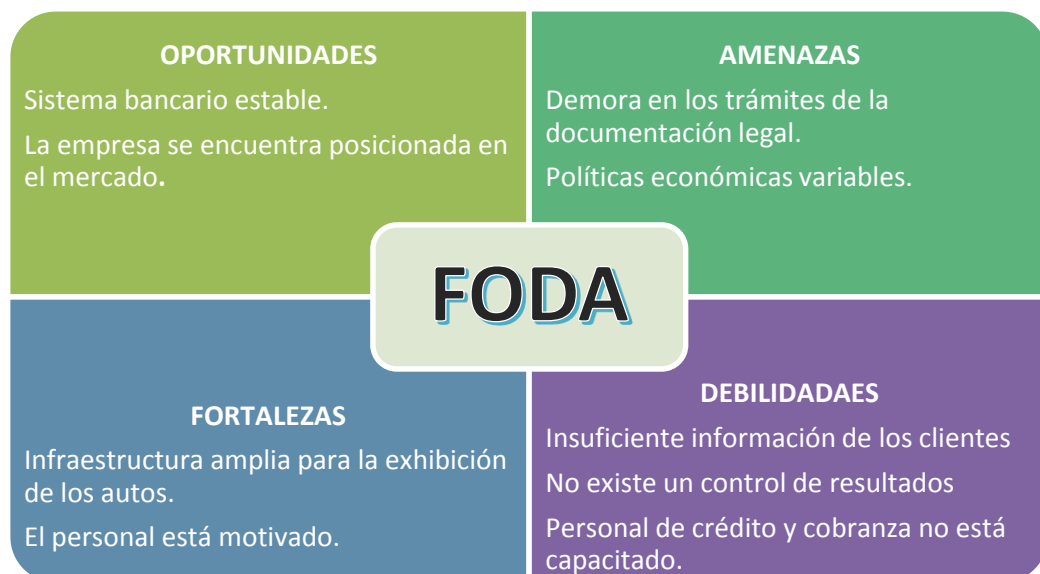 OPORTUNIDADES
Sistema bancario estable.
La empresa se encuentra posicionada en
el mercado.
AMENAZAS
Demora en los trámites de la
documentación legal.
Políticas económicas variables.
FODA
FORTALEZAS
Infraestructura amplia para la exhibición
de los autos.
El personal está motivado.
DEBILIDADAES
Insuficiente información de los clientes
No existe un control de resultados
Personal de crédito y cobranza no está
capacitado.